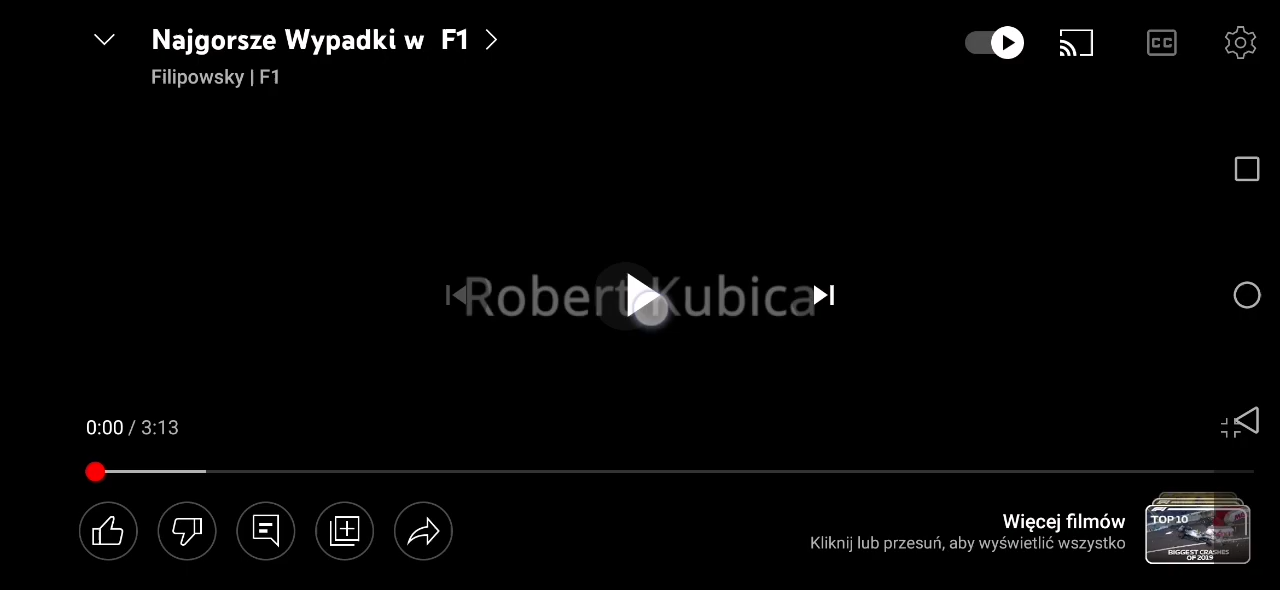 Najgorsze Wypadki w F1
Filipowsky | F1
CC
Robert Kubica
0:00 / 3:13
Więcej filmów
Kliknij lub przesuń, aby wyświetlić wszystko
TOP 10
BIGGEST CRASHES
OF 2019